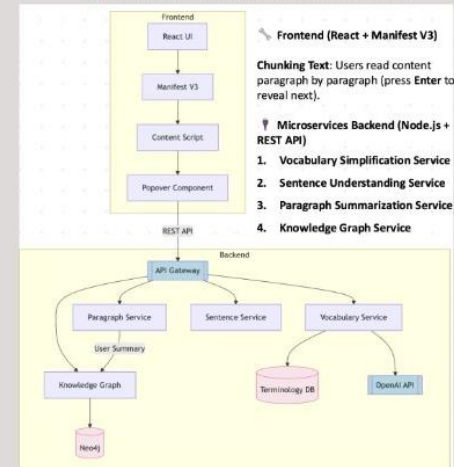 Frontend
React UI
Manifest V3
Content Script
Popover Component
REST API
Backend
API Gateway
Paragraph Service
Sentence Service
Vocabulary Service
User Summary
Knowledge Graph
Terminology DB
OpenAI API
Neo4j
Frontend (React + Manifest V3)
Chunking Text: Users read content
paragraph by paragraph (press Enter to
reveal next).
Microservices Backend (Node.js +
REST API)
1. Vocabulary Simplification Service
2. Sentence Understanding Service
3. Paragraph Summarization Service
4. Knowledge Graph Service